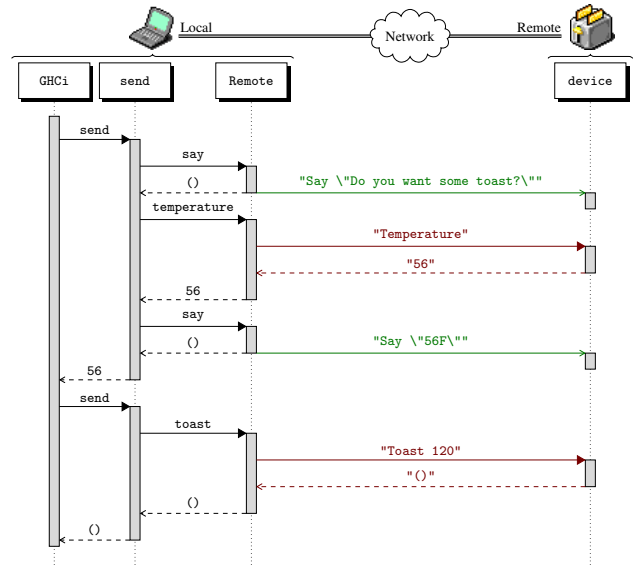 Local
Network
Remote
GHCi
send
Remote
device
send
say
()
"Say \"Do you want some toast?\""
temperature
"Temperature"
"56"
56
say
()
"Say \"56F\""
56
send
toast
"Toast 120"
"()"
()
()